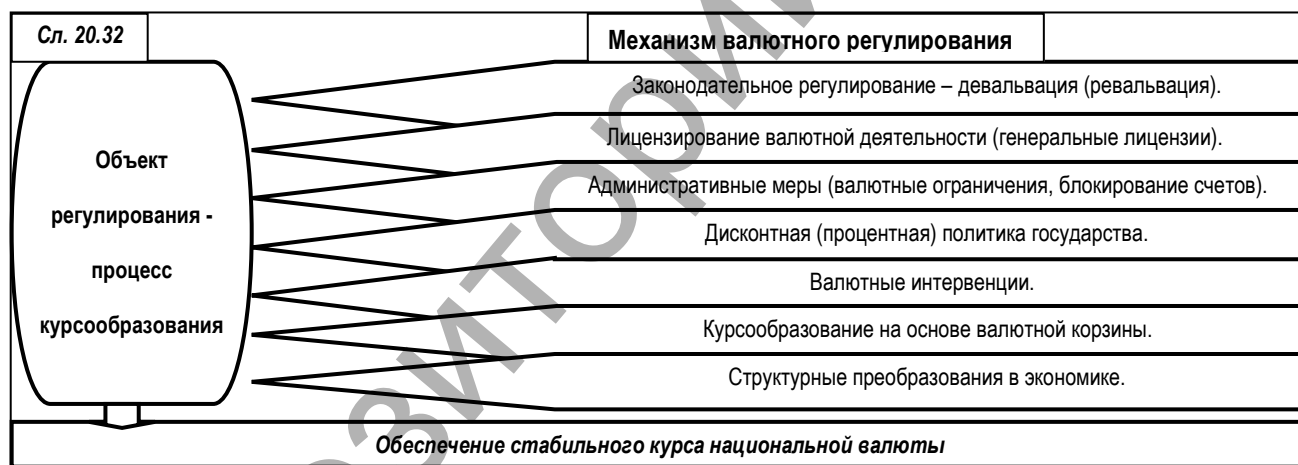 Сл. 20.32
Механизм валютного регулирования
Объект
регулирования -
процесс
курсообразования
Законодательное регулирование – девальвация (ревальвация).
Лицензирование валютной деятельности (генеральные лицензии).
Административные меры (валютные ограничения, блокирование счетов).
Дисконтная (процентная) политика государства.
Валютные интервенции.
Курсообразование на основе валютной корзины.
Структурные преобразования в экономике.
Обеспечение стабильного курса национальной валюты